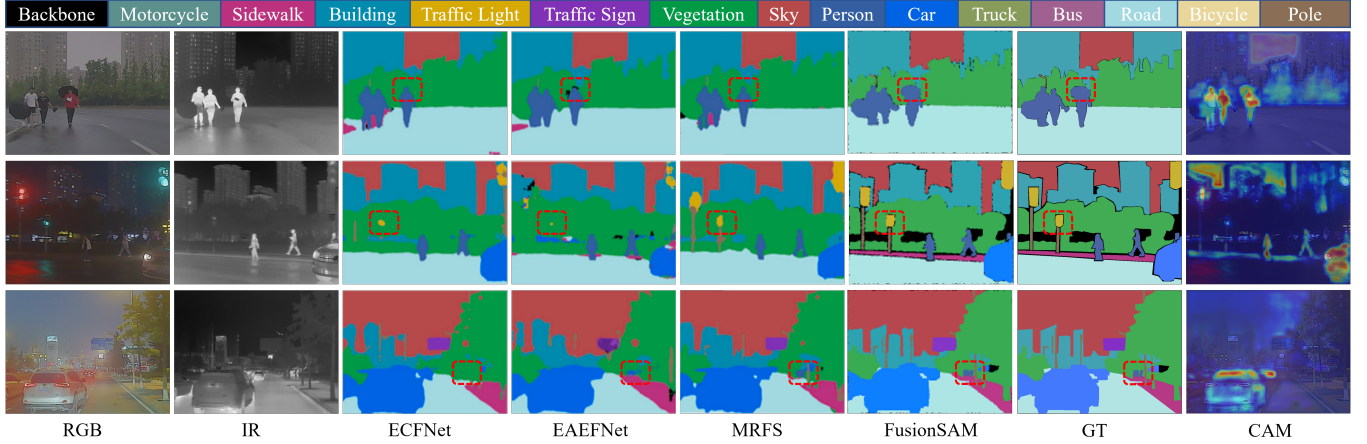 Backbone Motorcycle Sidewalk Building Traffic Light Traffic Sign Vegetation Sky Person Car Truck Bus Road Bicycle Pole
RGB IR ECFNet EAEFNet MRFS FusionSAM GT CAM